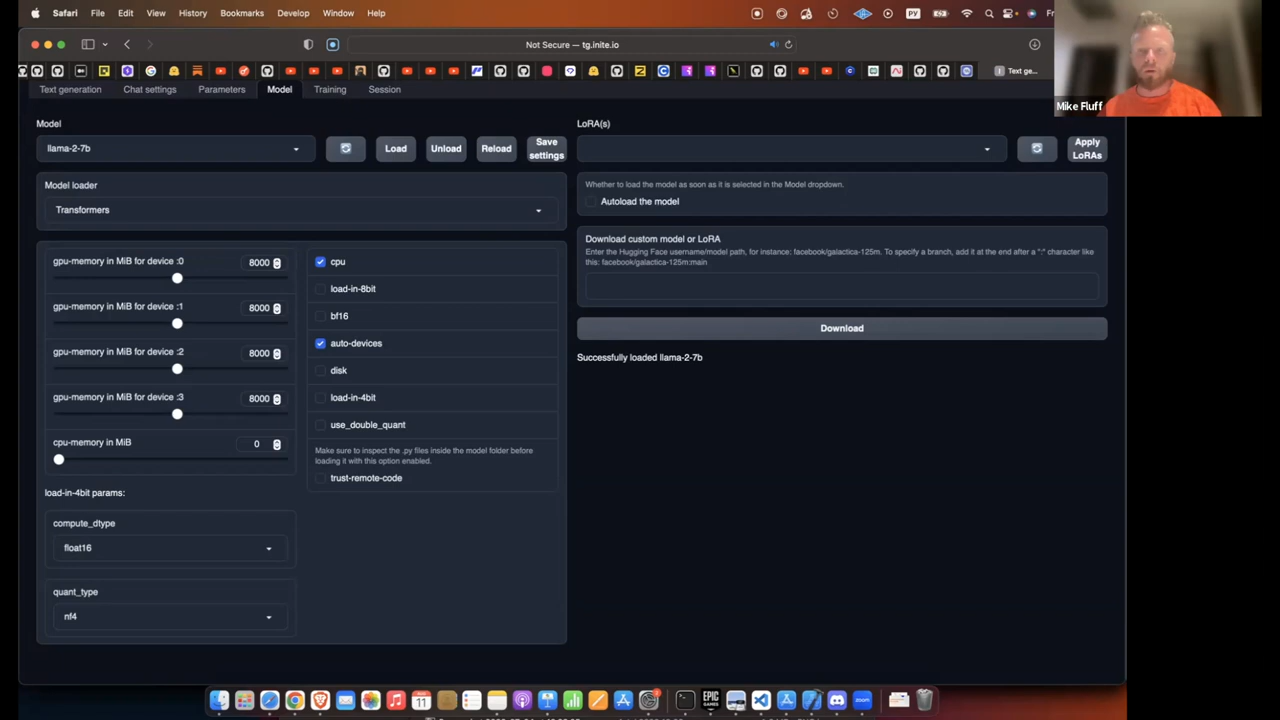 Safari File Edit View History Bookmarks Develop Window Help РУ
Not Secure — tg.inite.io
Text ge...
Mike Fluff
Text generation Chat settings Parameters Model Training Session
Model
llama-2-7b
Load Unload Reload Save settings
LoRA(s)
Apply LoRAs
Model loader
Transformers
Whether to load the model as soon as it is selected in the Model dropdown.
Autoload the model
Download custom model or LoRA
Enter the Hugging Face username/model path, for instance: facebook/galactica-125m. To specify a branch, add it at the end after a ":" character like
this: facebook/galactica-125m:main
Download
Successfully loaded llama-2-7b
gpu-memory in MiB for device :0 8000
gpu-memory in MiB for device :1 8000
gpu-memory in MiB for device :2 8000
gpu-memory in MiB for device :3 8000
cpu-memory in MiB 0
cpu
load-in-8bit
bf16
auto-devices
disk
load-in-4bit
use_double_quant
Make sure to inspect the .py files inside the model folder before
loading it with this option enabled.
trust-remote-code
load-in-4bit params:
compute_dtype
float16
quant_type
nf4
11
EPIC GAMES
zoom